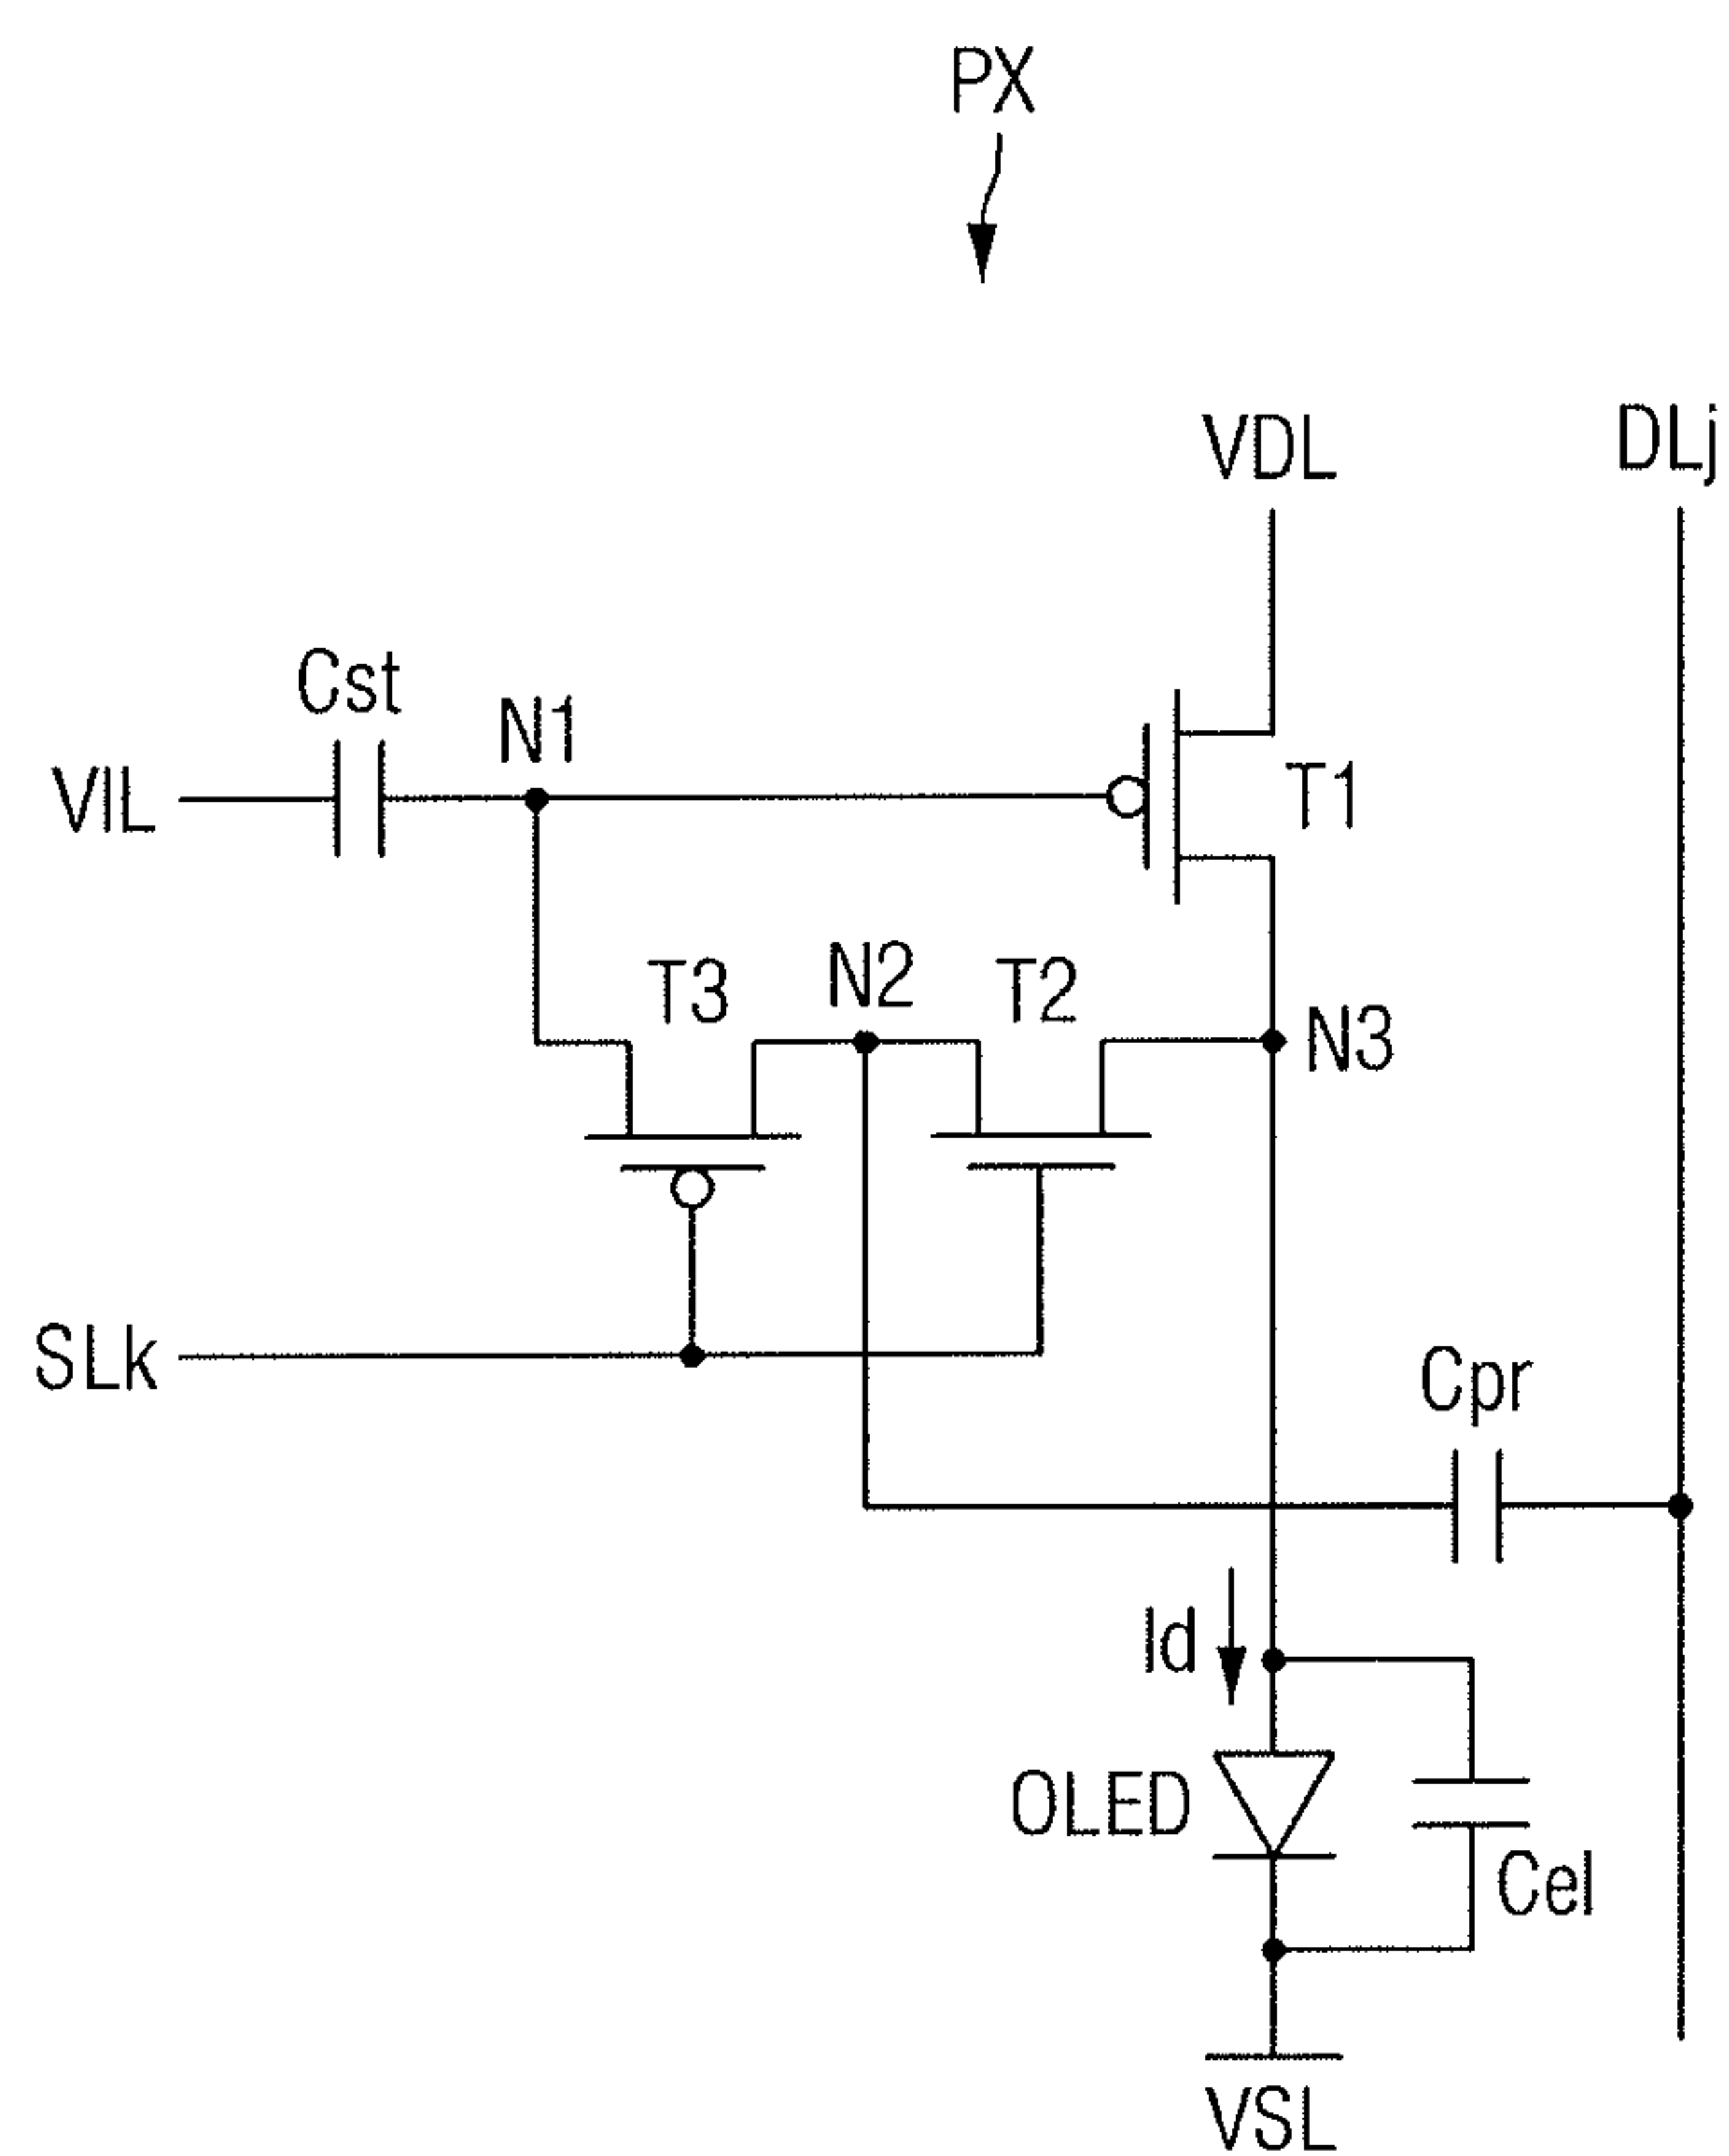 PX
VDL
DLj
Cst
N1
VIL
T1
T3
N2
T2
N3
SLk
Cpr
Id
OLED
Cel
VSL